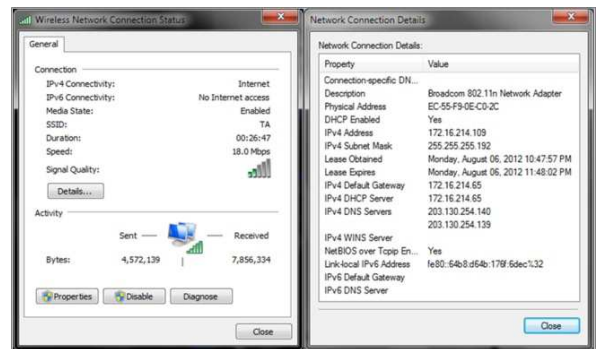 Wireless Network Connection Status
General
Connection
IPv4 Connectivity: Internet
IPv6 Connectivity: No Internet access
Media State: Enabled
SSID: TA
Duration: 00:26:47
Speed: 18.0 Mbps
Signal Quality:
Details...
Activity
Sent Received
Bytes: 4,572,139 7,856,334
Properties Disable Diagnose
Close
Network Connection Details
Network Connection Details:
Property Value
Connection-specific DN...
Description Broadcom 802.11n Network Adapter
Physical Address EC-55-F9-0E-C0-2C
DHCP Enabled Yes
IPv4 Address 172.16.214.109
IPv4 Subnet Mask 255.255.255.192
Lease Obtained Monday, August 06, 2012 10:47:57 PM
Lease Expires Monday, August 06, 2012 11:48:02 PM
IPv4 Default Gateway 172.16.214.65
IPv4 DHCP Server 172.16.214.65
IPv4 DNS Servers 203.130.254.140
203.130.254.139
IPv4 WINS Server
NetBIOS over Tcpip En... Yes
Link-local IPv6 Address fe80::64b8:d64b:179f:6dec%32
IPv6 Default Gateway
IPv6 DNS Server
Close